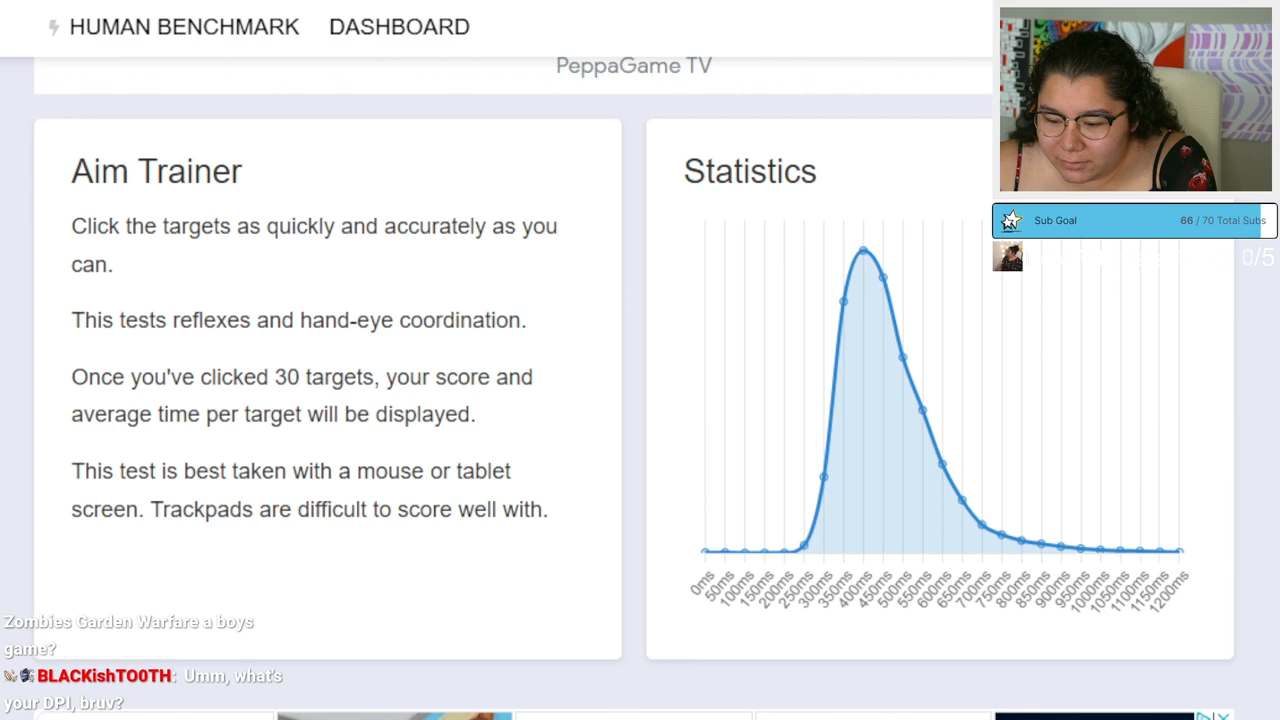 HUMAN BENCHMARK DASHBOARD
PeppaGame TV
Aim Trainer
Click the targets as quickly and accurately as you
can.
This tests reflexes and hand-eye coordination.
Once you've clicked 30 targets, your score and
average time per target will be displayed.
This test is best taken with a mouse or tablet
screen. Trackpads are difficult to score well with.
Statistics
0ms 50ms 100ms 150ms 200ms 250ms 300ms 350ms 400ms 450ms 500ms 550ms 600ms 650ms 700ms 750ms 800ms 850ms 900ms 950ms 1000ms 1050ms 1100ms 1150ms 1200ms
Sub Goal 66 / 70 Total Subs
0/5
Zombies Garden Warfare a boys
game?
BLACKishTO0TH: Umm, what's
your DPI, bruv?